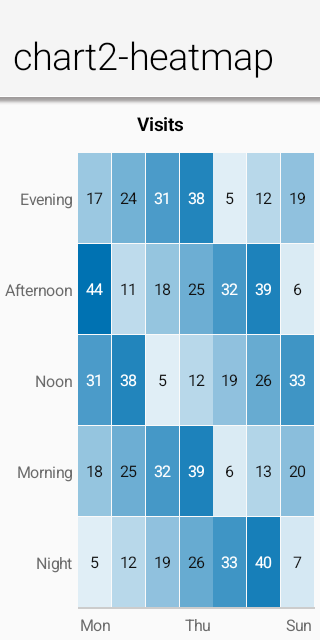 chart2-heatmap
Visits
Evening 17 24 31 38 5 12 19
Afternoon 44 11 18 25 32 39 6
Noon 31 38 5 12 19 26 33
Morning 18 25 32 39 6 13 20
Night 5 12 19 26 33 40 7
Mon Thu Sun